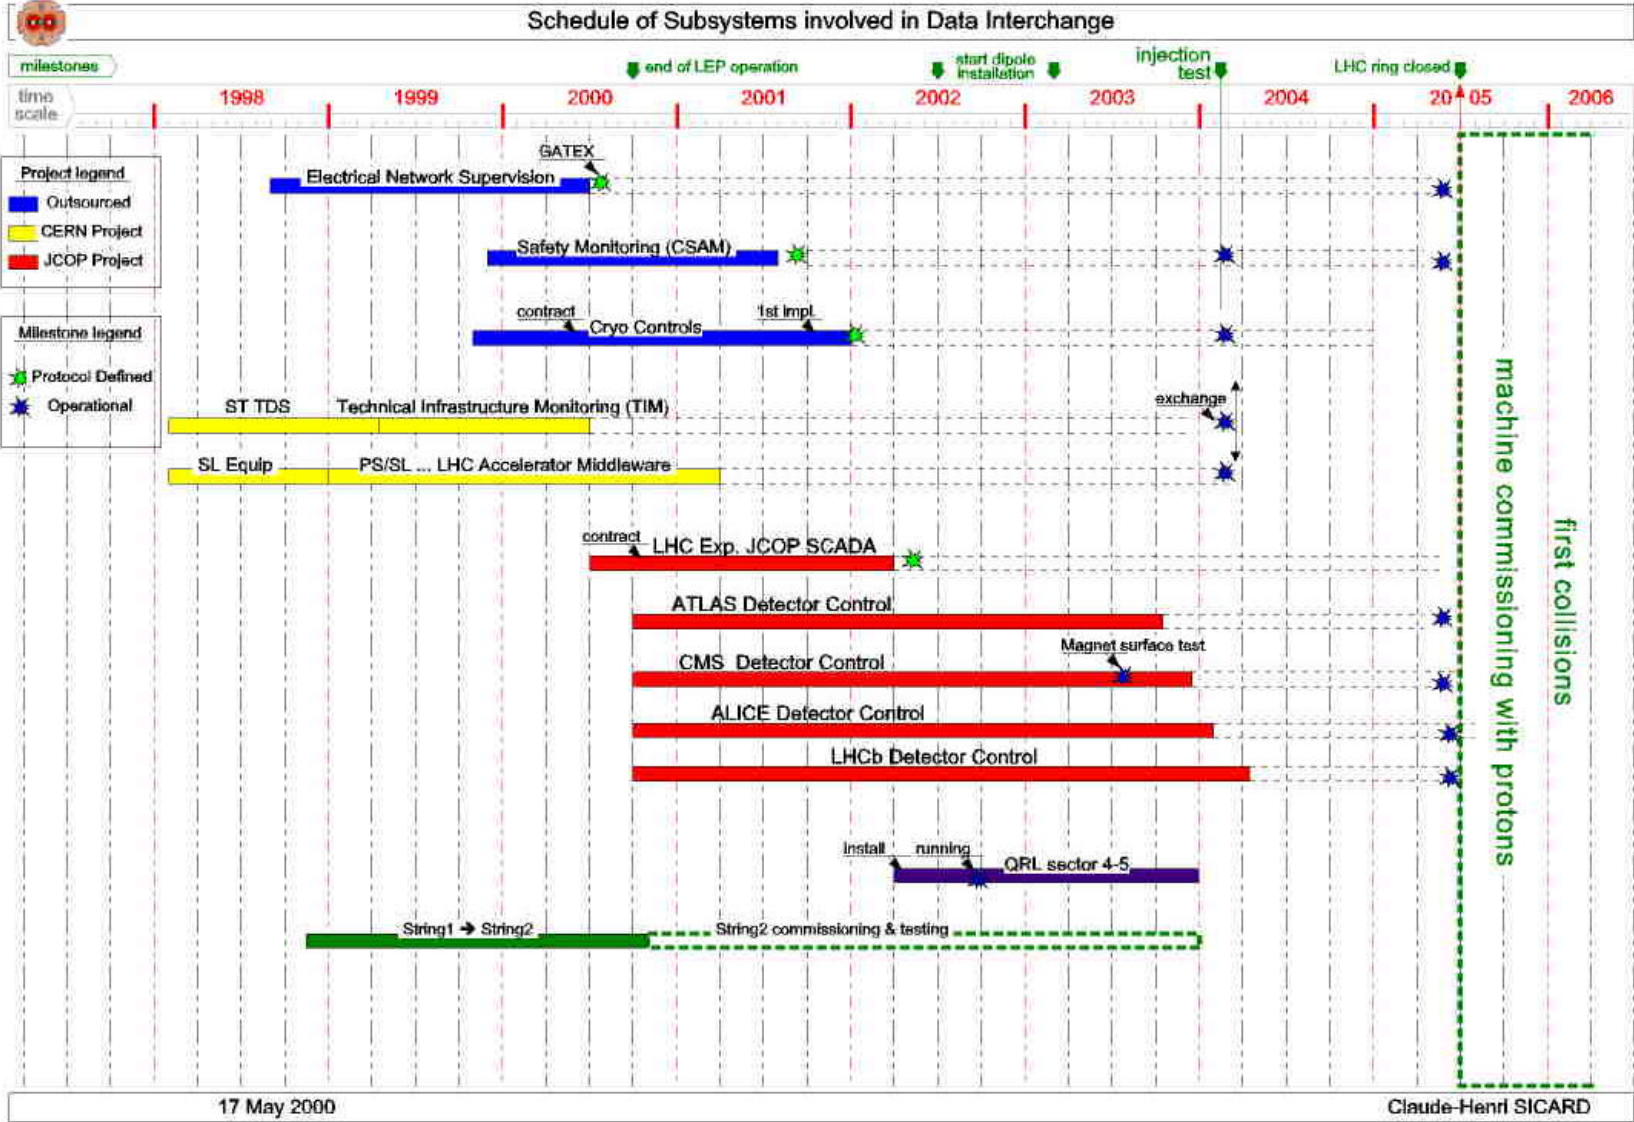 Schedule of Subsystems involved in Data Interchange
milestones
end of LEP operation
start dipole
installation
injection
test
LHC ring closed
time
scale
1998
1999
2000
2001
2002
2003
2004
2005
2006
Project legend
Outsourced
CERN Project
JCOP Project
Milestone legend
Protocol Defined
Operational
GATEX
Electrical Network Supervision
Safety Monitoring (CSAM)
contract
Cryo Controls
1st Impl.
ST TDS
Technical Infrastructure Monitoring (TIM)
exchange
SL Equip
PS/SL ... LHC Accelerator Middleware
contract
LHC Exp. JCOP SCADA
ATLAS Detector Control
Magnet surface test
CMS Detector Control
ALICE Detector Control
LHCb Detector Control
install
running
QRL sector 4-5
String1 ➔ String2
String2 commissioning & testing
machine commissioning with protons
first collisions
17 May 2000
Claude-Henri SICARD